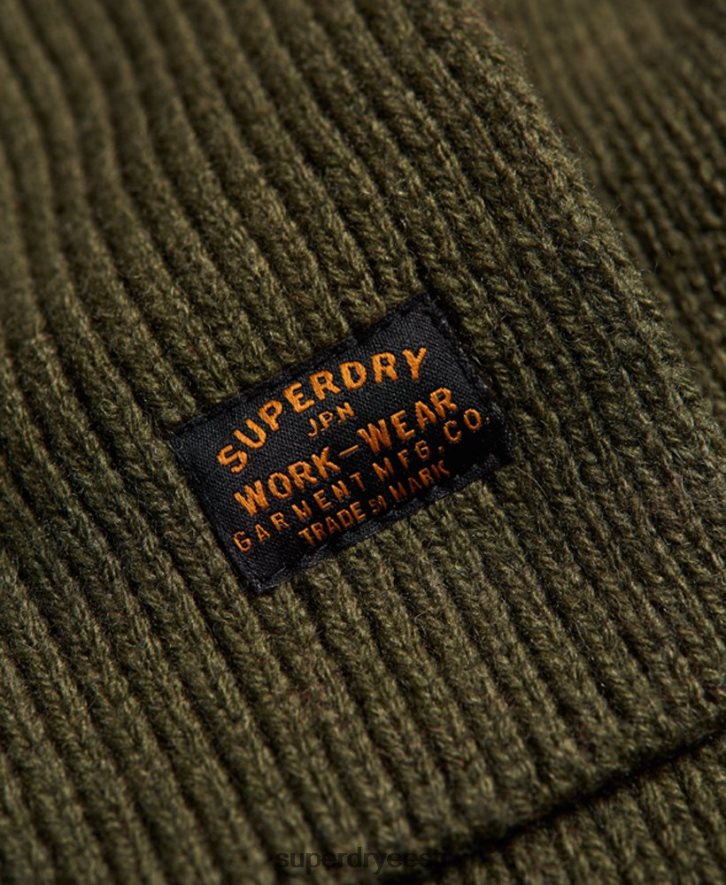 SUPERDRY
JPN
WORK-WEAR
GARMENT MFG, CO.
TRADE MARK